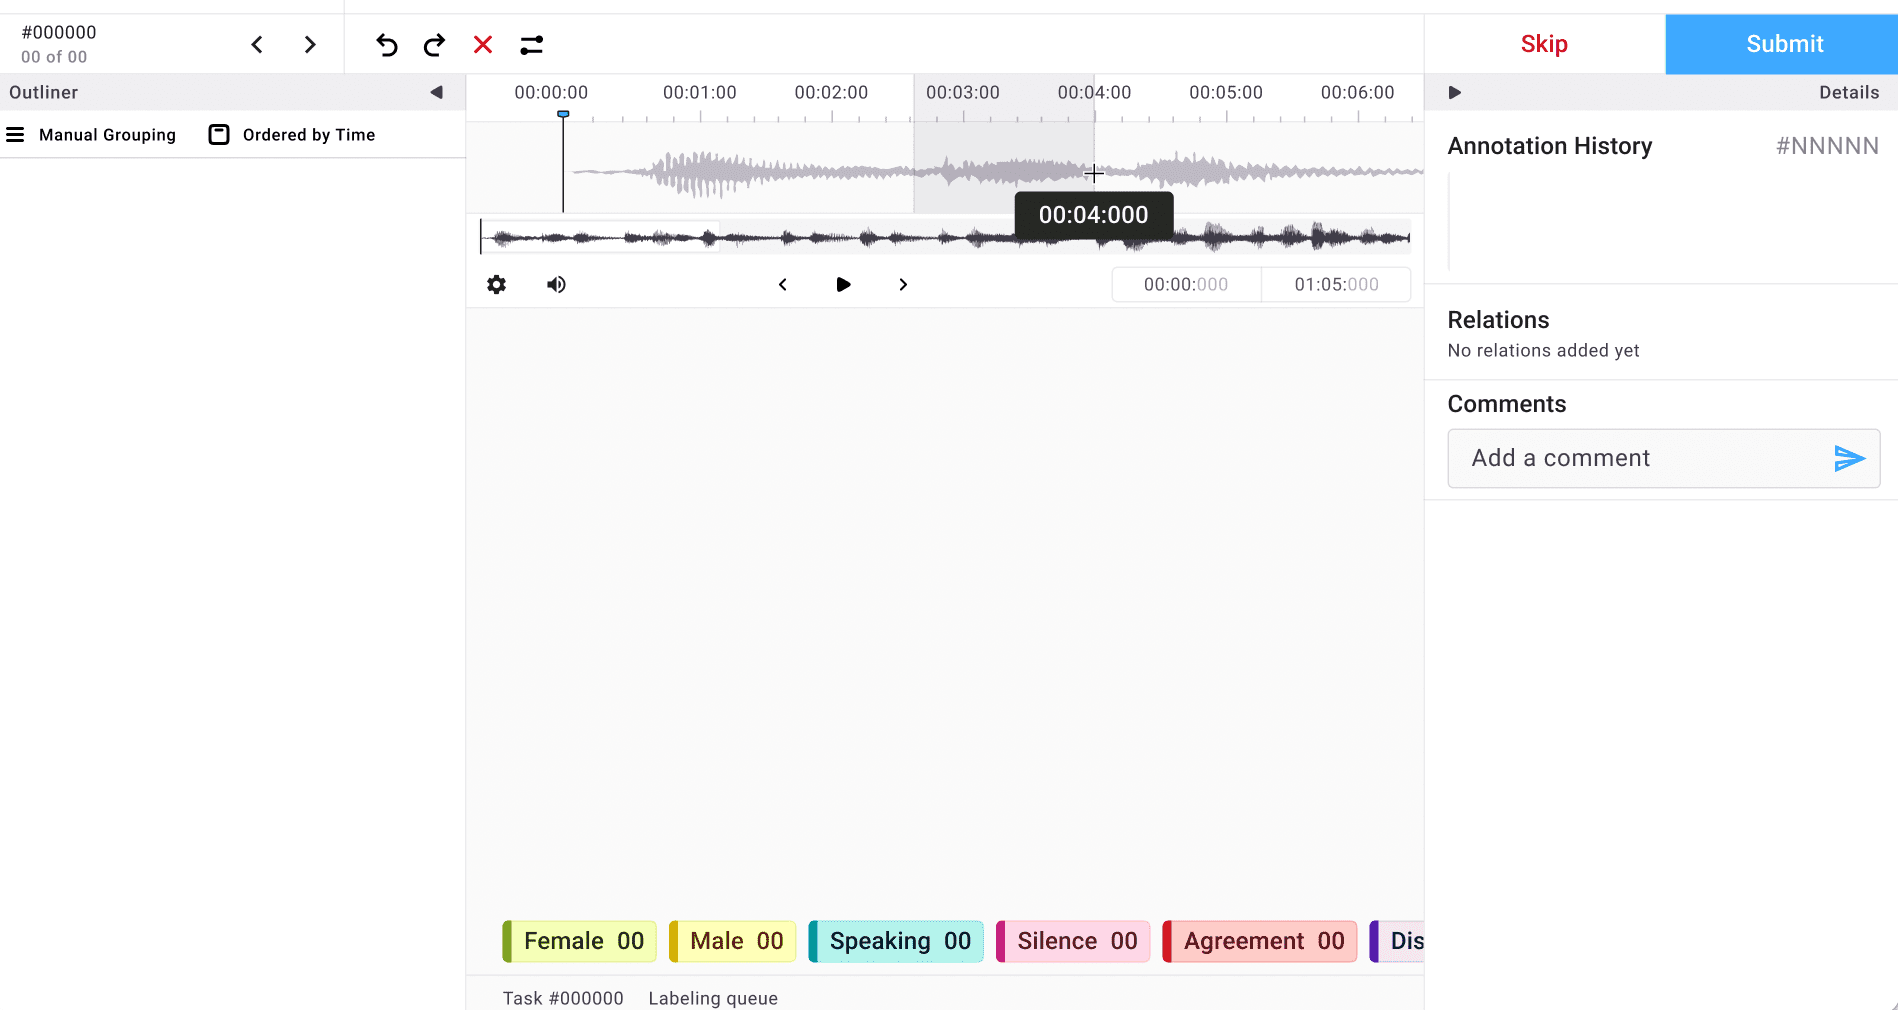 #000000
00 of 00
Skip
Submit
Outliner
00:00:00 00:01:00 00:02:00 00:03:00 00:04:00 00:05:00 00:06:00
Details
Manual Grouping Ordered by Time
Annotation History #NNNNN
00:04:000
00:00:000 01:05:000
Relations
No relations added yet
Comments
Add a comment
Female 00 Male 00 Speaking 00 Silence 00 Agreement 00 Dis
Task #000000 Labeling queue